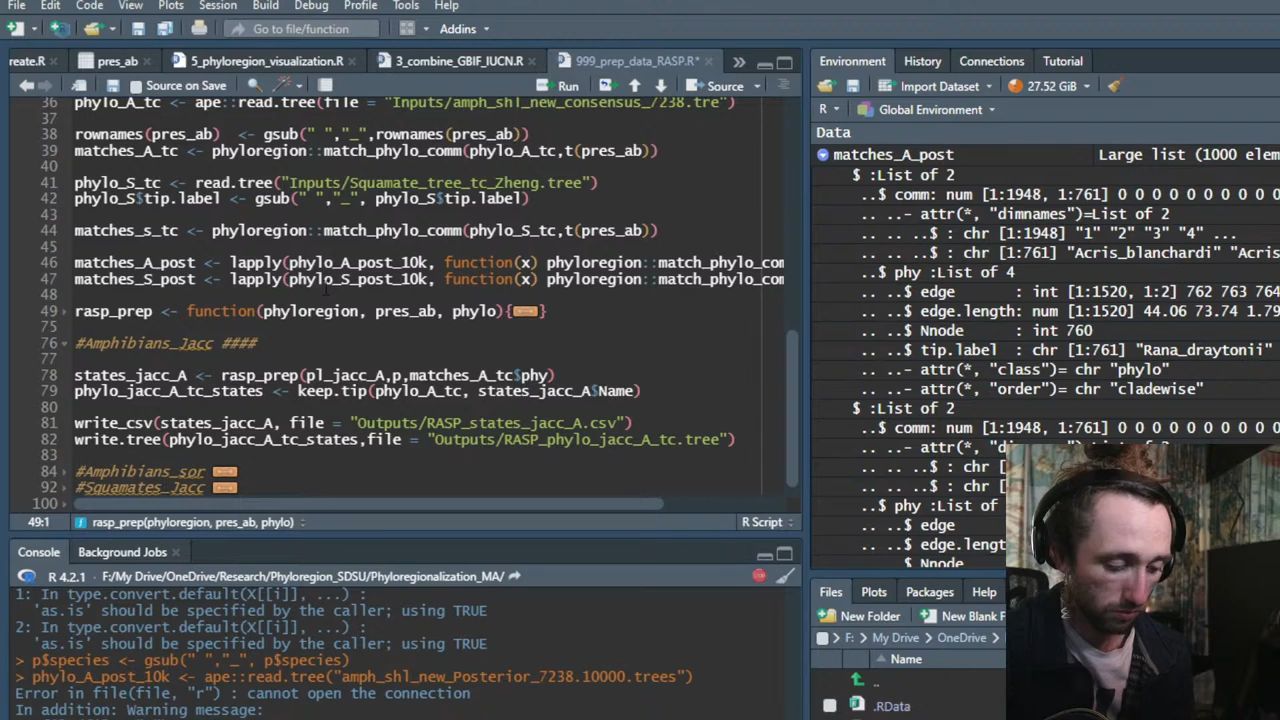 File Edit Code View Plots Session Build Debug Profile Tools Help
Go to file/function Addins
reate.R pres_ab 5_phyloregion_visualization.R 3_combine_GBIF_IUCN.R 999_prep_data_RASP.R*
Source on Save Run Source
36 phylo_A_tc <- ape::read.tree(file = "Inputs/amph_shl_new_consensus_7238.tre")
37
38 rownames(pres_ab) <- gsub(" ","_",rownames(pres_ab))
39 matches_A_tc <- phyloregion::match_phylo_comm(phylo_A_tc,t(pres_ab))
40
41 phylo_S_tc <- read.tree("Inputs/Squamate_tree_tc_Zheng.tree")
42 phylo_S$tip.label <- gsub(" ","_", phylo_S$tip.label)
43
44 matches_s_tc <- phyloregion::match_phylo_comm(phylo_S_tc,t(pres_ab))
45
46 matches_A_post <- lapply(phylo_A_post_10k, function(x) phyloregion::match_phylo_com
47 matches_S_post <- lapply(phylo_S_post_10k, function(x) phyloregion::match_phylo_com
48
49 rasp_prep <- function(phyloregion, pres_ab, phylo){ }
75
76 #Amphibians_Jacc ####
77
78 states_jacc_A <- rasp_prep(pl_jacc_A,p,matches_A_tc$phy)
79 phylo_jacc_A_tc_states <- keep.tip(phylo_A_tc, states_jacc_A$Name)
80
81 write_csv(states_jacc_A, file = "Outputs/RASP_states_jacc_A.csv")
82 write.tree(phylo_jacc_A_tc_states,file = "Outputs/RASP_phylo_jacc_A_tc.tree")
83
84 #Amphibians_sor
92 #Squamates_Jacc
100
49:1 rasp_prep(phyloregion, pres_ab, phylo) R Script
Console Background Jobs
R 4.2.1 · F:/My Drive/OneDrive/Research/Phyloregion_SDSU/Phyloregionalization_MA/
1: In type.convert.default(X[[i]], ...) :
'as.is' should be specified by the caller; using TRUE
2: In type.convert.default(X[[i]], ...) :
'as.is' should be specified by the caller; using TRUE
> p$species <- gsub(" ","_", p$species)
> phylo_A_post_10k <- ape::read.tree("amph_shl_new_Posterior_7238.10000.trees")
Error in file(file, "r") : cannot open the connection
In addition: Warning message:
Environment History Connections Tutorial
Import Dataset 27.52 GiB
R Global Environment
Data
matches_A_post Large list (1000 elem
$ :List of 2
..$ comm: num [1:1948, 1:761] 0 0 0 0 0 0 0 0
.. ..- attr(*, "dimnames")=List of 2
.. .. ..$ : chr [1:1948] "1" "2" "3" "4" ...
.. .. ..$ : chr [1:761] "Acris_blanchardi" "Acris
..$ phy :List of 4
.. ..$ edge : int [1:1520, 1:2] 762 763 764
.. ..$ edge.length: num [1:1520] 44.06 73.74 1.79
.. ..$ Nnode : int 760
.. ..$ tip.label : chr [1:761] "Rana_draytonii"
.. ..- attr(*, "class")= chr "phylo"
.. ..- attr(*, "order")= chr "cladewise"
$ :List of 2
..$ comm: num [1:1948, 1:761] 0 0 0 0 0 0 0 0
.. ..- attr(*, "dimnam
.. .. ..$ : chr [1:1
.. .. ..$ : chr [1:7
..$ phy :List of
.. ..$ edge
.. ..$ edge.length
.. ..$ Nnode
Files Plots Packages Help
New Folder New Blank F
F: My Drive OneDrive
Name
..
.RData